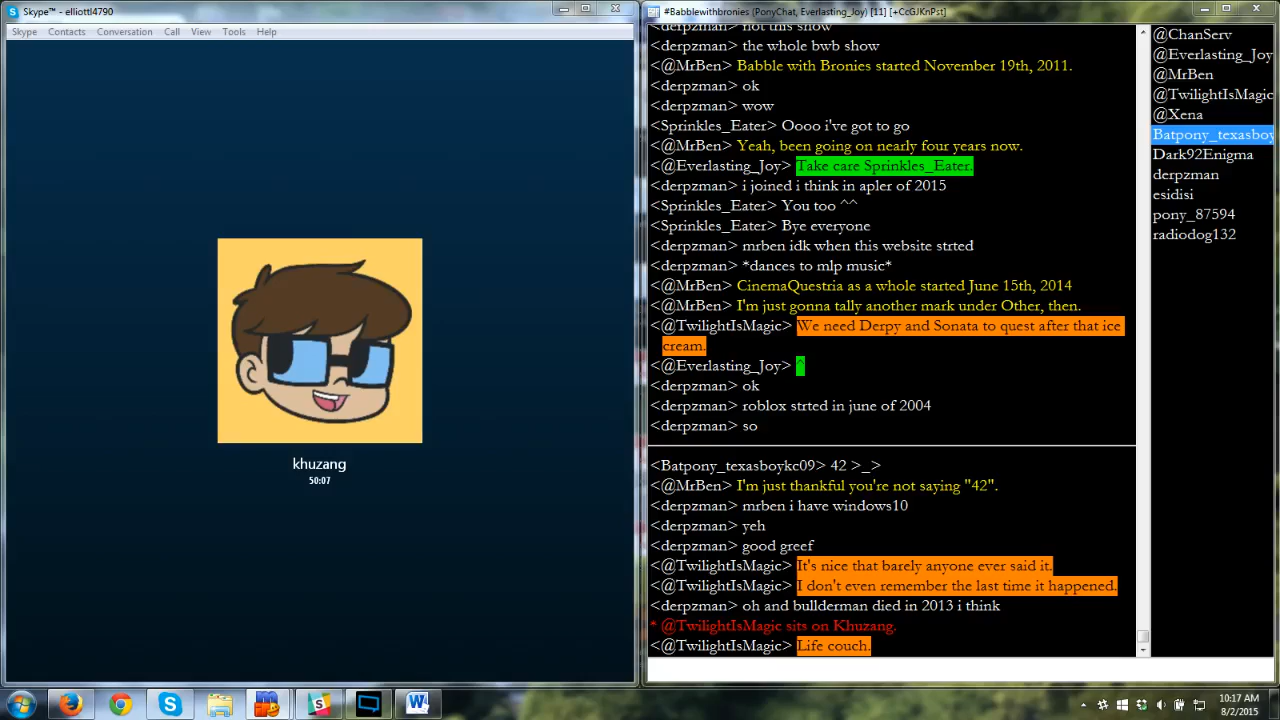 Skype™ - elliottl4790
Skype Contacts Conversation Call View Tools Help
khuzang
50:07
#Babblewithbronies (PonyChat, Everlasting_Joy) [11] [+CcGJKnPst]
<derpzman> not this show
<derpzman> the whole bwb show
<@MrBen> Babble with Bronies started November 19th, 2011.
<derpzman> ok
<derpzman> wow
<Sprinkles_Eater> Oooo i've got to go
<@MrBen> Yeah, been going on nearly four years now.
<@Everlasting_Joy> Take care Sprinkles_Eater.
<derpzman> i joined i think in apler of 2015
<Sprinkles_Eater> You too ^^
<Sprinkles_Eater> Bye everyone
<derpzman> mrben idk when this website strted
<derpzman> *dances to mlp music*
<@MrBen> CinemaQuestria as a whole started June 15th, 2014
<@MrBen> I'm just gonna tally another mark under Other, then.
<@TwilightIsMagic> We need Derpy and Sonata to quest after that ice
cream.
<@Everlasting_Joy> ^
<derpzman> ok
<derpzman> roblox strted in june of 2004
<derpzman> so
<Batpony_texasboykc09> 42 >_>
<@MrBen> I'm just thankful you're not saying "42".
<derpzman> mrben i have windows10
<derpzman> yeh
<derpzman> good greef
<@TwilightIsMagic> It's nice that barely anyone ever said it.
<@TwilightIsMagic> I don't even remember the last time it happened.
<derpzman> oh and bullderman died in 2013 i think
* @TwilightIsMagic sits on Khuzang.
<@TwilightIsMagic> Life couch.
@ChanServ
@Everlasting_Joy
@MrBen
@TwilightIsMagic
@Xena
Batpony_texasboy
Dark92Enigma
derpzman
esidisi
pony_87594
radiodog132
10:17 AM
8/2/2015